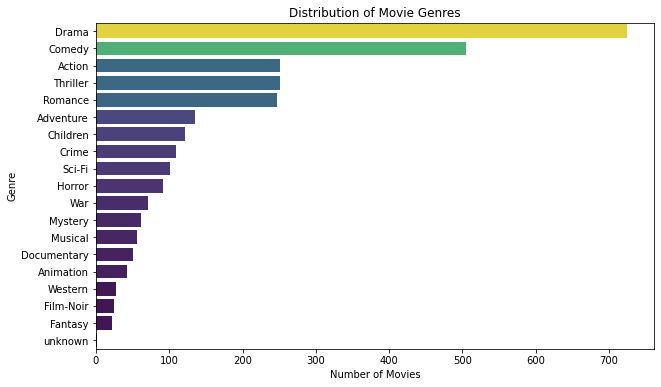 Distribution of Movie Genres
Genre
Drama
Comedy
Action
Thriller
Romance
Adventure
Children
Crime
Sci-Fi
Horror
War
Mystery
Musical
Documentary
Animation
Western
Film-Noir
Fantasy
unknown
0 100 200 300 400 500 600 700
Number of Movies